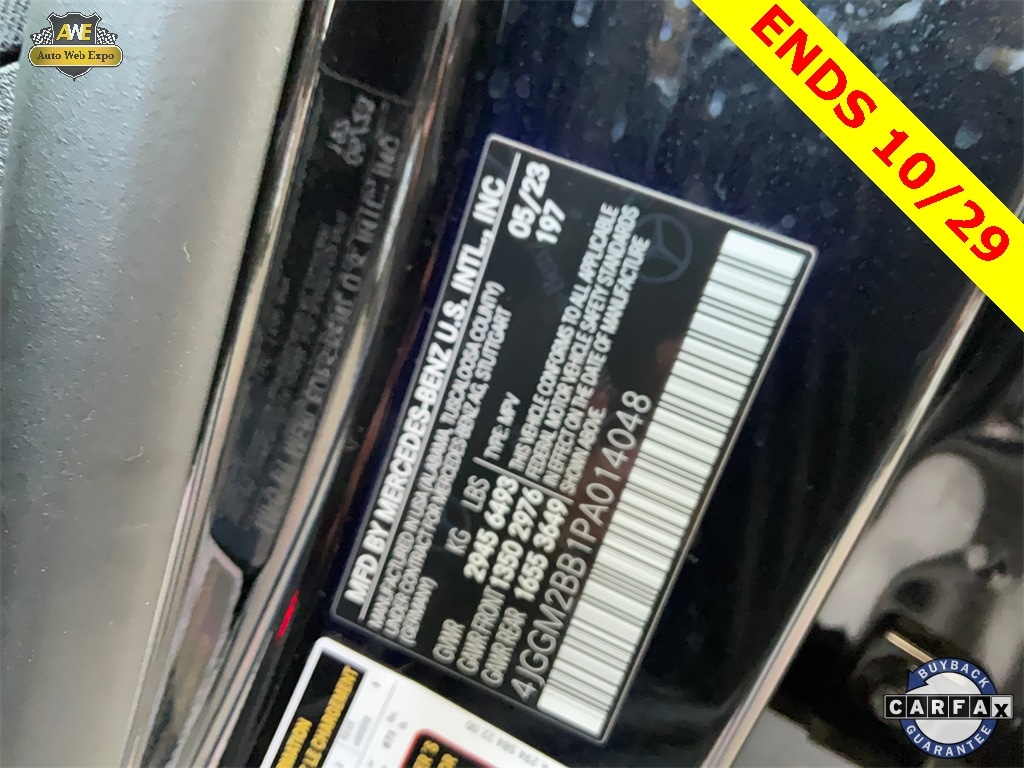 AWE
Auto Web Expo
ENDS 10/29
MFD BY MERCEDES-BENZ U.S. INTL., INC
(MANUFACTURED IN USA (ALABAMA, TUSCALOOSA COUNTY)
UNDER CONTRACT FOR MERCEDES-BENZ AG, STUTTGART
(GERMANY)
05/23
197
KG LBS TYPE: MPV
GVWR 2945 6493
GAWR FRONT 1350 2976
GAWR REAR 1655 3649
THIS VEHICLE CONFORMS TO ALL APPLICABLE
FEDERAL MOTOR VEHICLE SAFETY STANDARDS
IN EFFECT ON THE DATE OF MANUFACTURE
SHOWN ABOVE.
4JGGM2BB1PA014048
BUYBACK
CARFAX
GUARANTEE